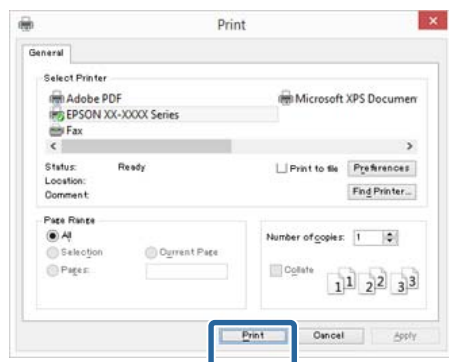 Print
General
Select Printer
Adobe PDF
Microsoft XPS Documen
EPSON XX-XXXX Series
Fax
Status: Ready
Print to file
Preferences
Location:
Comment:
Find Printer...
Page Range
All
Selection
Current Page
Pages:
Number of copies: 1
Collate
1 1 2 2 3 3
Print
Cancel
Apply